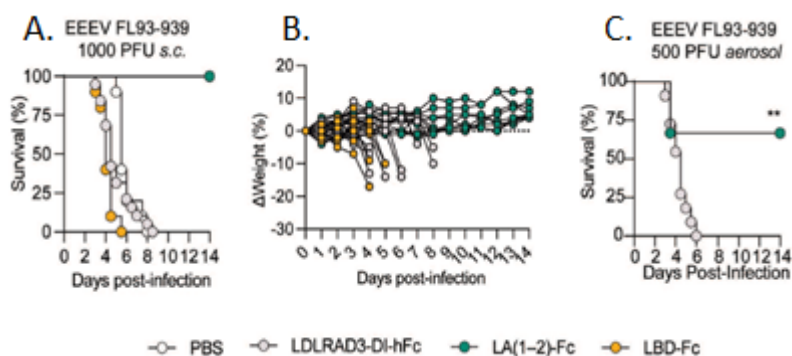 A.
EEEV FL93-939
1000 PFU s.c.
Survival (%)
100
75
50
25
0
0 2 4 6 8 10 12 14
Days post-infection
B.
ΔWeight (%)
20
10
0
-10
-20
-30
0 1 2 3 4 5 6 7 8 9 10 11 12 13 14
Days post-infection
C.
EEEV FL93-939
500 PFU aerosol
Survival (%)
100
75
50
25
0
**
0 2 4 6 8 10 12 14
Days Post-Infection
PBS LDLRAD3-DI-hFc LA(1–2)-Fc LBD-Fc